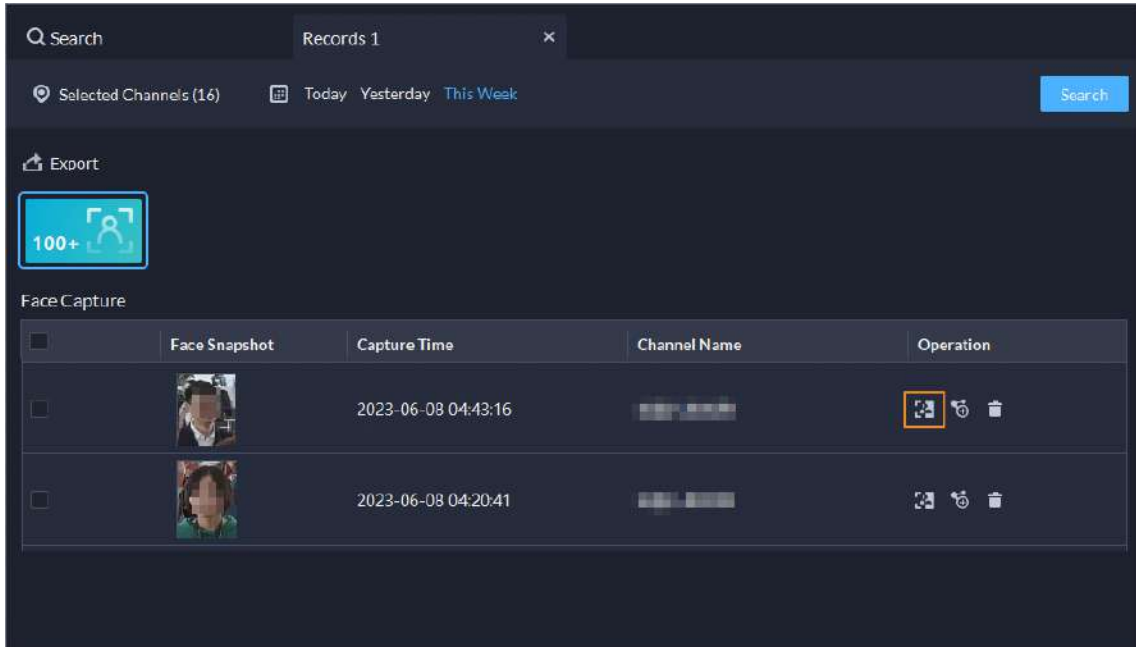 Search Records 1
Selected Channels (16) Today Yesterday This Week Search
Export
100+
Face Capture
Face Snapshot Capture Time Channel Name Operation
2023-06-08 04:43:16
2023-06-08 04:20:41